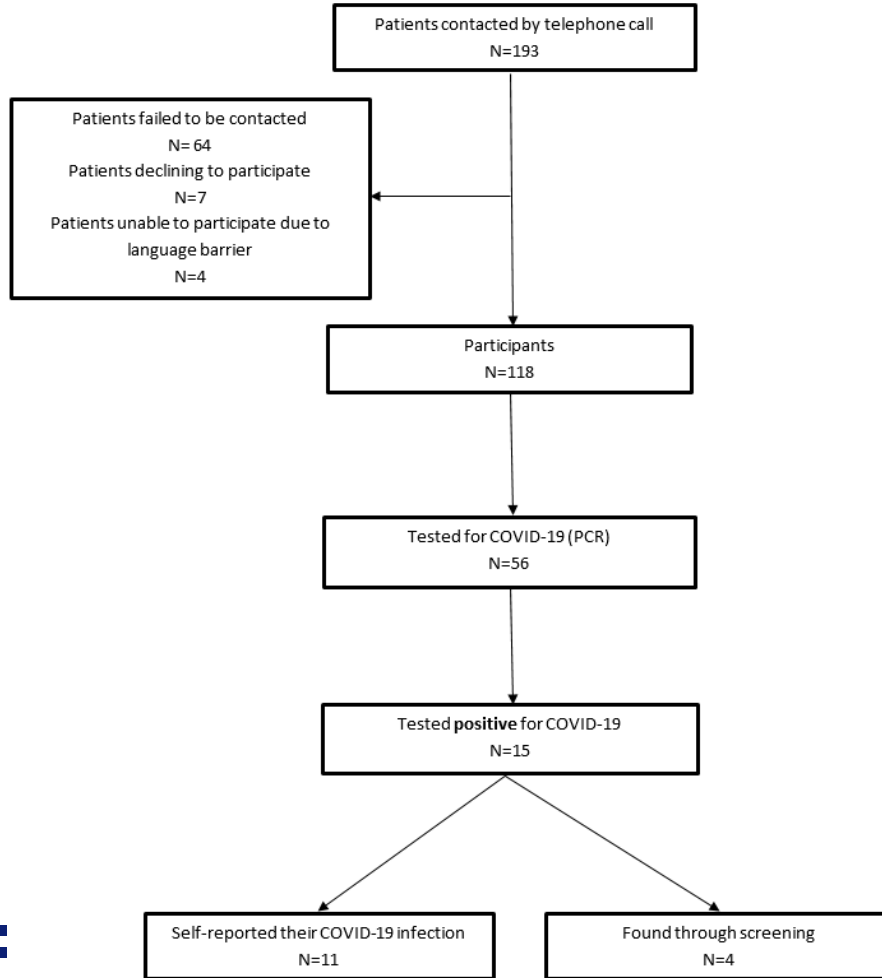 Patients contacted by telephone call
N=193
Patients failed to be contacted
N= 64
Patients declining to participate
N=7
Patients unable to participate due to
language barrier
N=4
Participants
N=118
Tested for COVID-19 (PCR)
N=56
Tested positive for COVID-19
N=15
Self-reported their COVID-19 infection
N=11
Found through screening
N=4